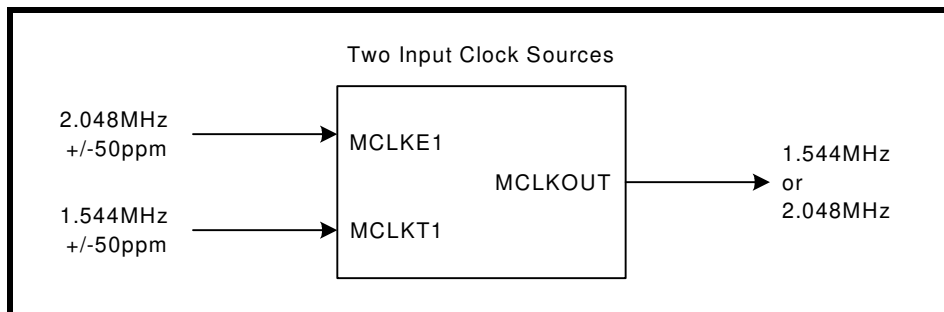 Two Input Clock Sources
2.048MHz
+/-50ppm
MCLKE1
MCLKOUT
1.544MHz
or
2.048MHz
1.544MHz
+/-50ppm
MCLKT1